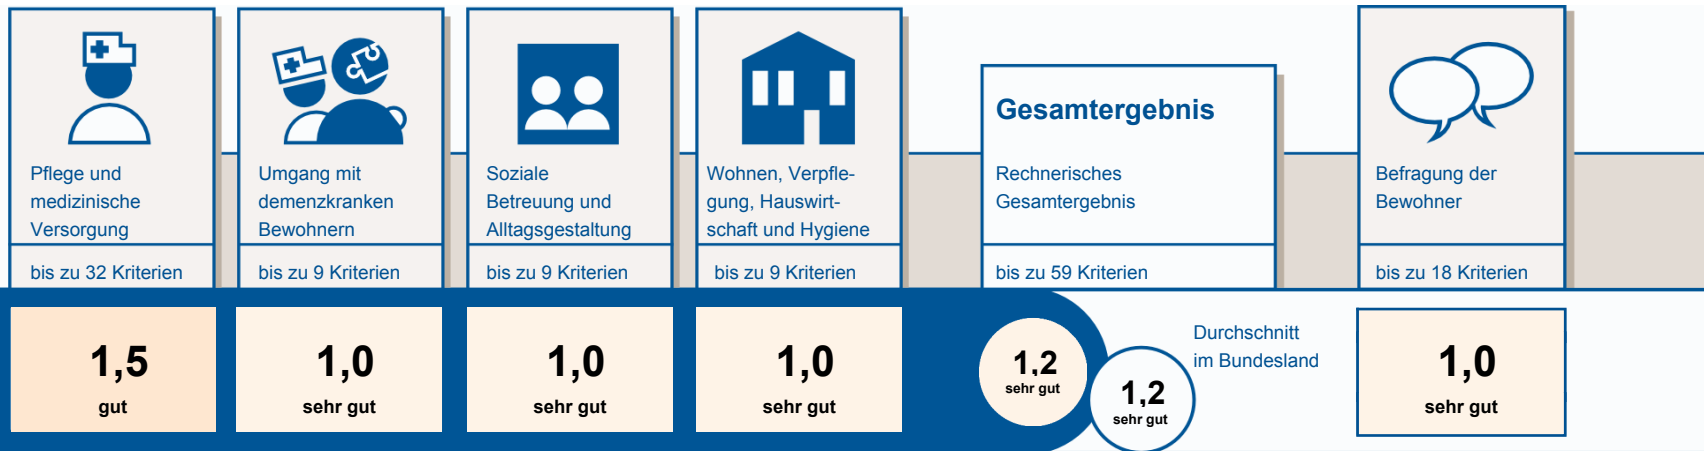 Pflege und
medizinische
Versorgung
bis zu 32 Kriterien
1,5
gut
Umgang mit
demenzkranken
Bewohnern
bis zu 9 Kriterien
1,0
sehr gut
Soziale
Betreuung und
Alltagsgestaltung
bis zu 9 Kriterien
1,0
sehr gut
Wohnen, Verpfle-
gung, Hauswirt-
schaft und Hygiene
bis zu 9 Kriterien
1,0
sehr gut
Gesamtergebnis
Rechnerisches
Gesamtergebnis
bis zu 59 Kriterien
1,2
sehr gut
1,2
sehr gut
Durchschnitt
im Bundesland
Befragung der
Bewohner
bis zu 18 Kriterien
1,0
sehr gut